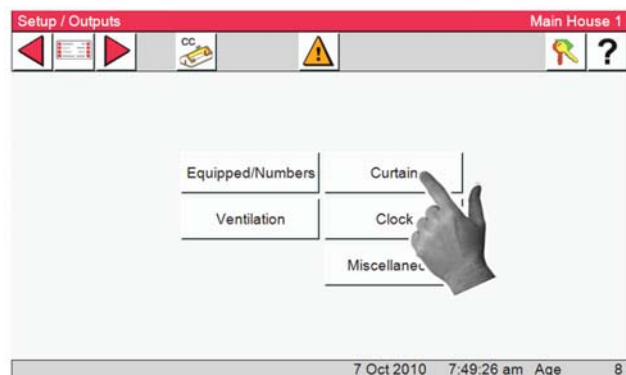 Setup / Outputs Main House 1
CC
?
Equipped/Numbers Curtain
Ventilation Clock
7 Oct 2010 7:49:26 am Age 8